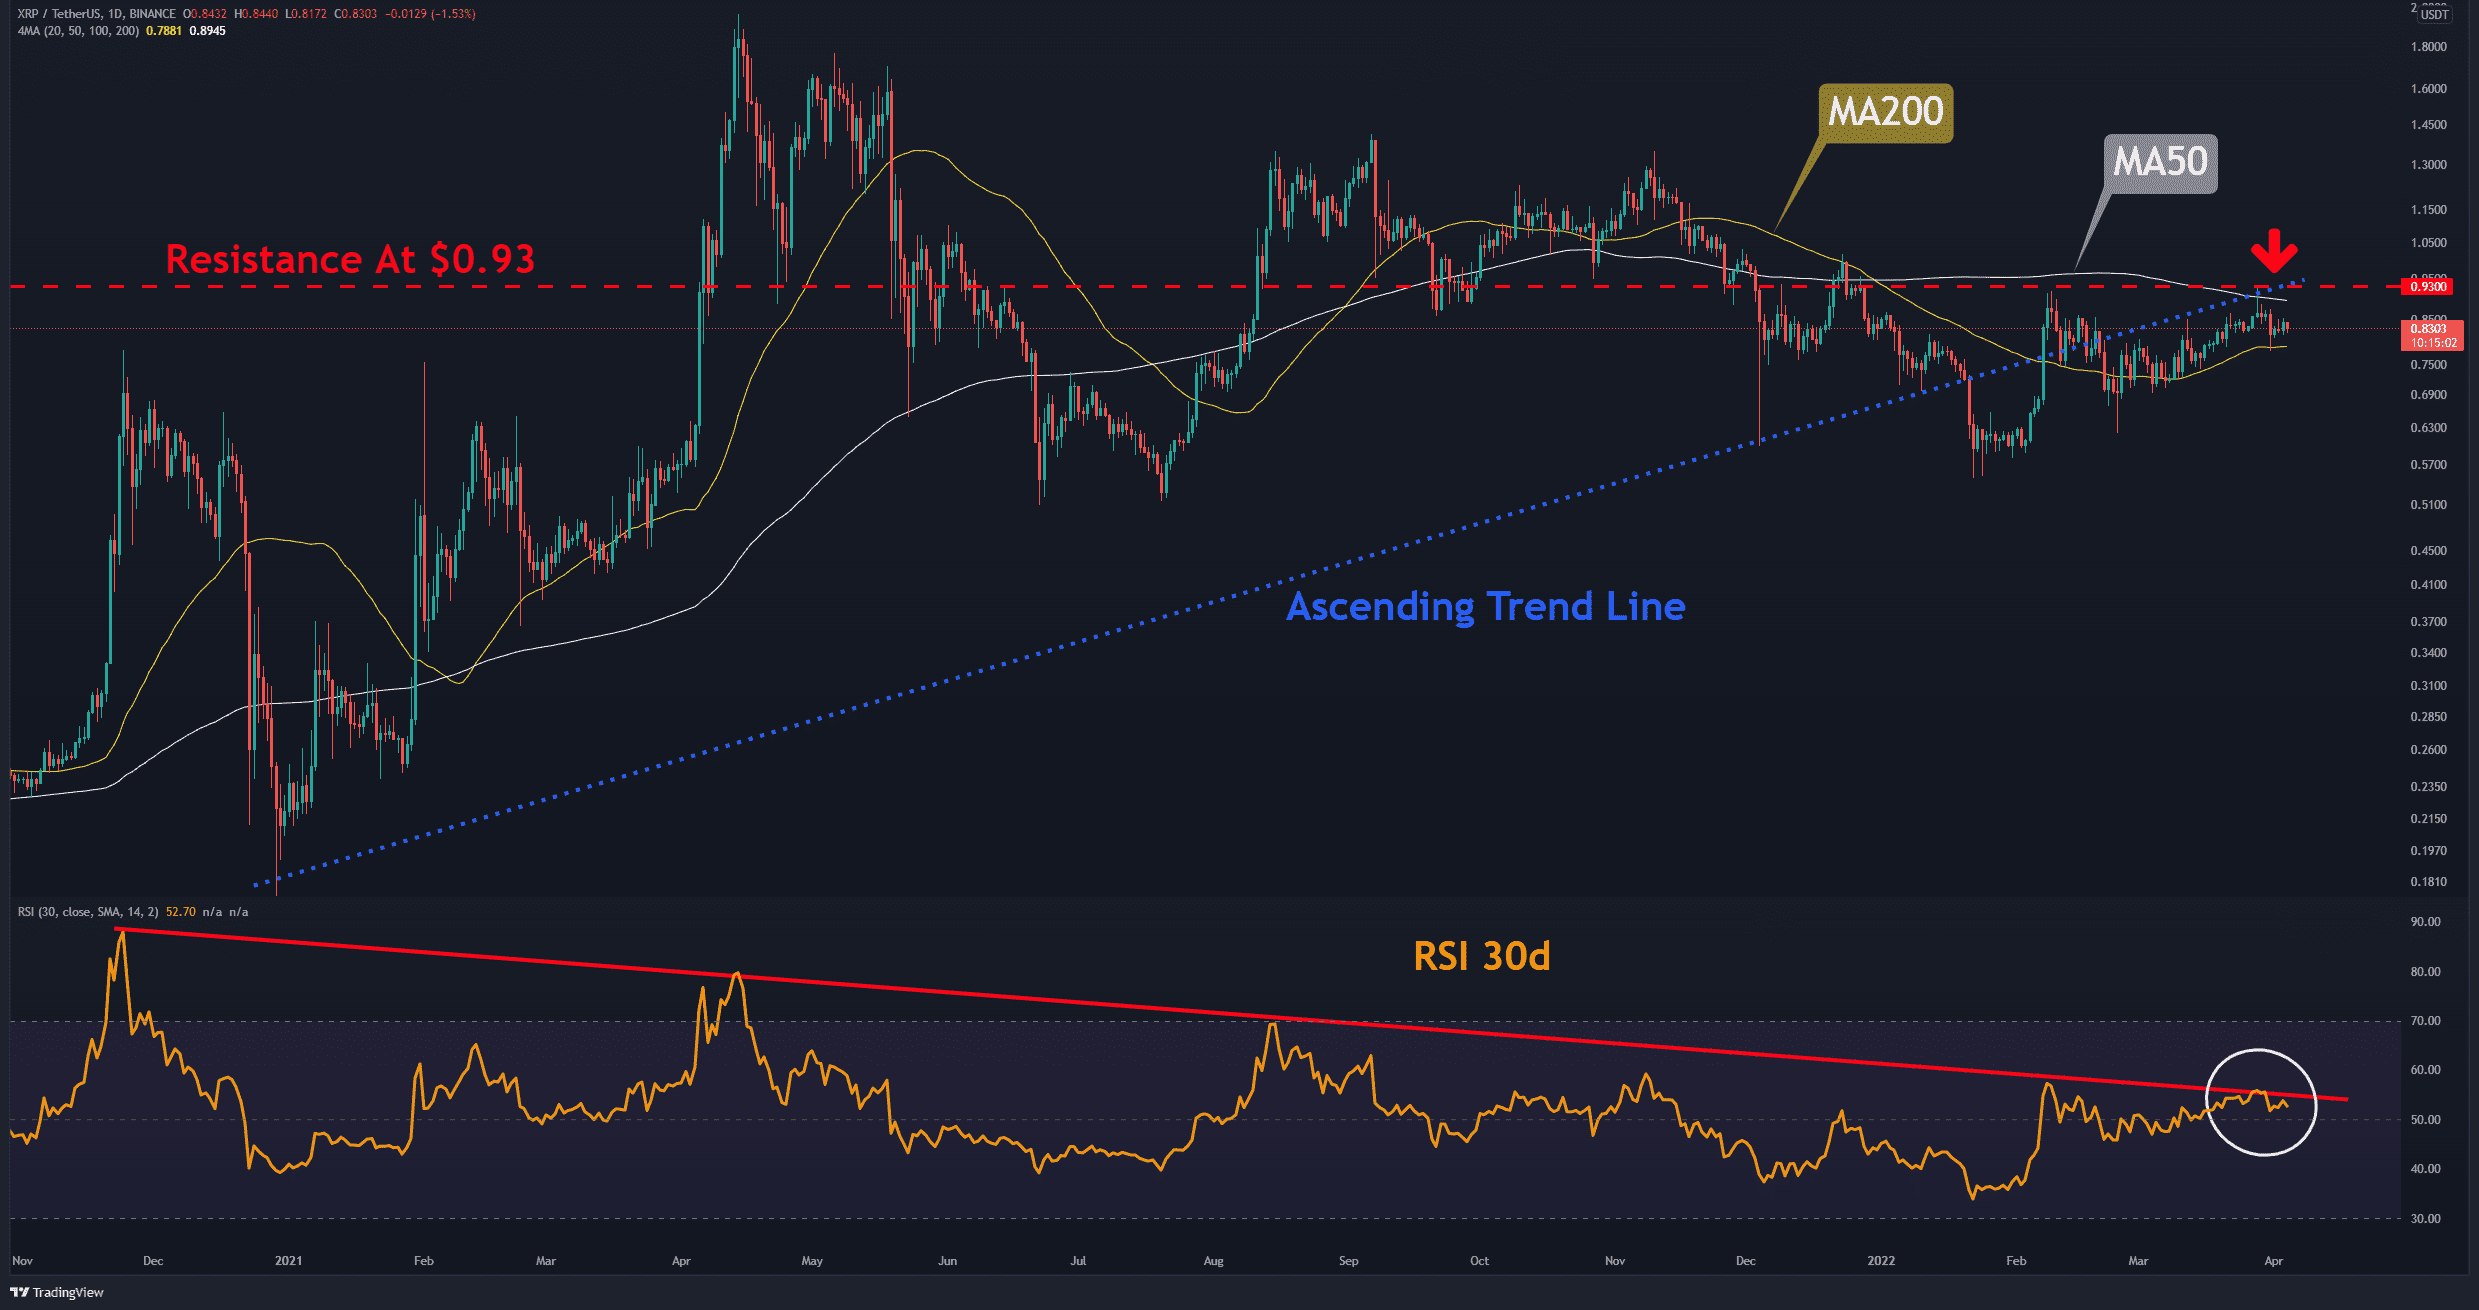 XRP / TetherUS, 1D, BINANCE O0.8432 H0.8440 L0.8172 C0.8303 -0.0129 (-1.53%)
4MA (20, 50, 100, 200) 0.7881 0.8945
USDT
1.8000
1.6000
1.4500
1.3000
1.1500
1.0500
0.9300
0.8303
10:15:02
0.7500
0.6900
0.6300
0.5700
0.5100
0.4500
0.4100
0.3700
0.3400
0.3100
0.2850
0.2600
0.2350
0.2150
0.1970
0.1810
MA200
MA50
Resistance At $0.93
Ascending Trend Line
RSI (30, close, SMA, 14, 2) 52.70 n/a n/a
RSI 30d
90.00
80.00
70.00
60.00
50.00
40.00
30.00
Nov Dec 2021 Feb Mar Apr May Jun Jul Aug Sep Oct Nov Dec 2022 Feb Mar Apr
TradingView